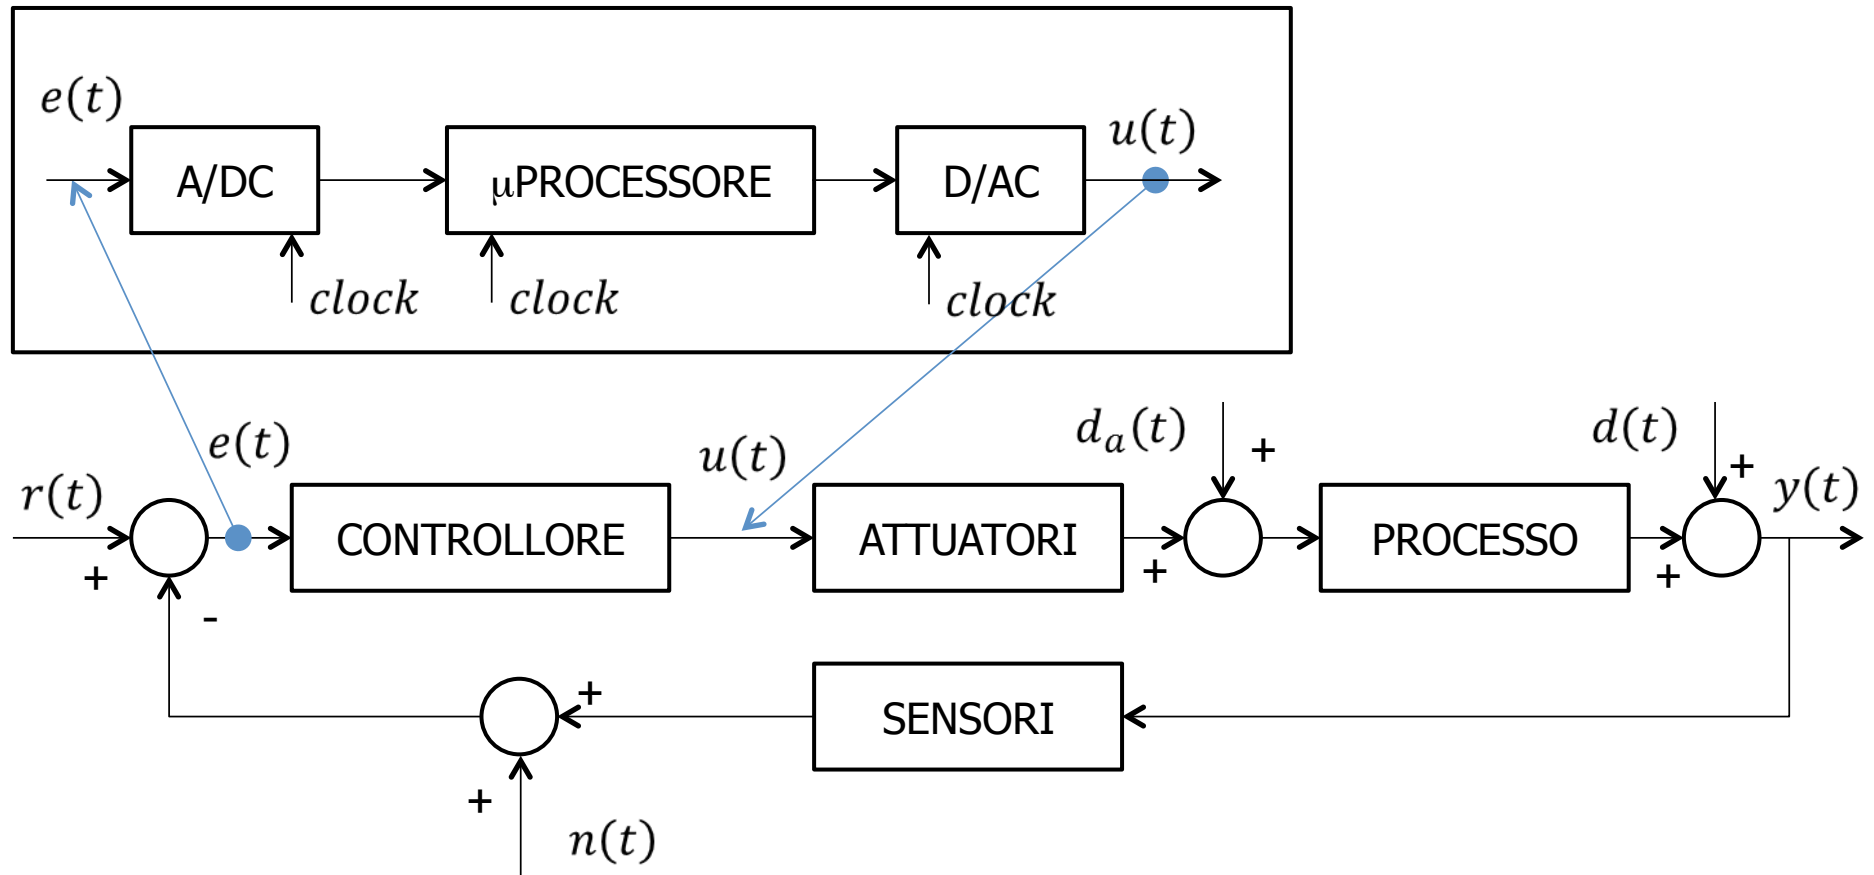 e(t)
A/DC
μPROCESSORE
D/AC
u(t)
clock
clock
clock
r(t)
+
-
e(t)
CONTROLLORE
u(t)
ATTUATORI
+
d_a(t)
+
PROCESSO
+
d(t)
+
y(t)
SENSORI
+
+
n(t)